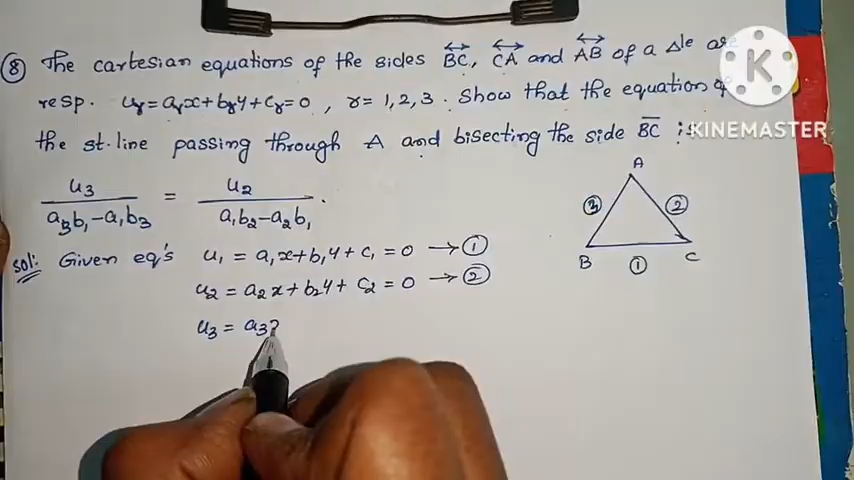 ⑧ The cartesian equations of the sides BC, CA and AB of a Δle are
resp. uᵣ=aᵣx+bᵣy+cᵣ=0 , r=1,2,3. Show that the equation
the st.line passing through A and bisecting the side BC is
u₃/(a₃b₁-a₁b₃) = u₂/(a₁b₂-a₂b₁).
Sol: Given eq's u₁ = a₁x+b₁y+c₁=0 → ①
u₂ = a₂x+b₂y+c₂=0 → ②
u₃ = a₃
A
③ ②
B ① C
K
KINEMASTER